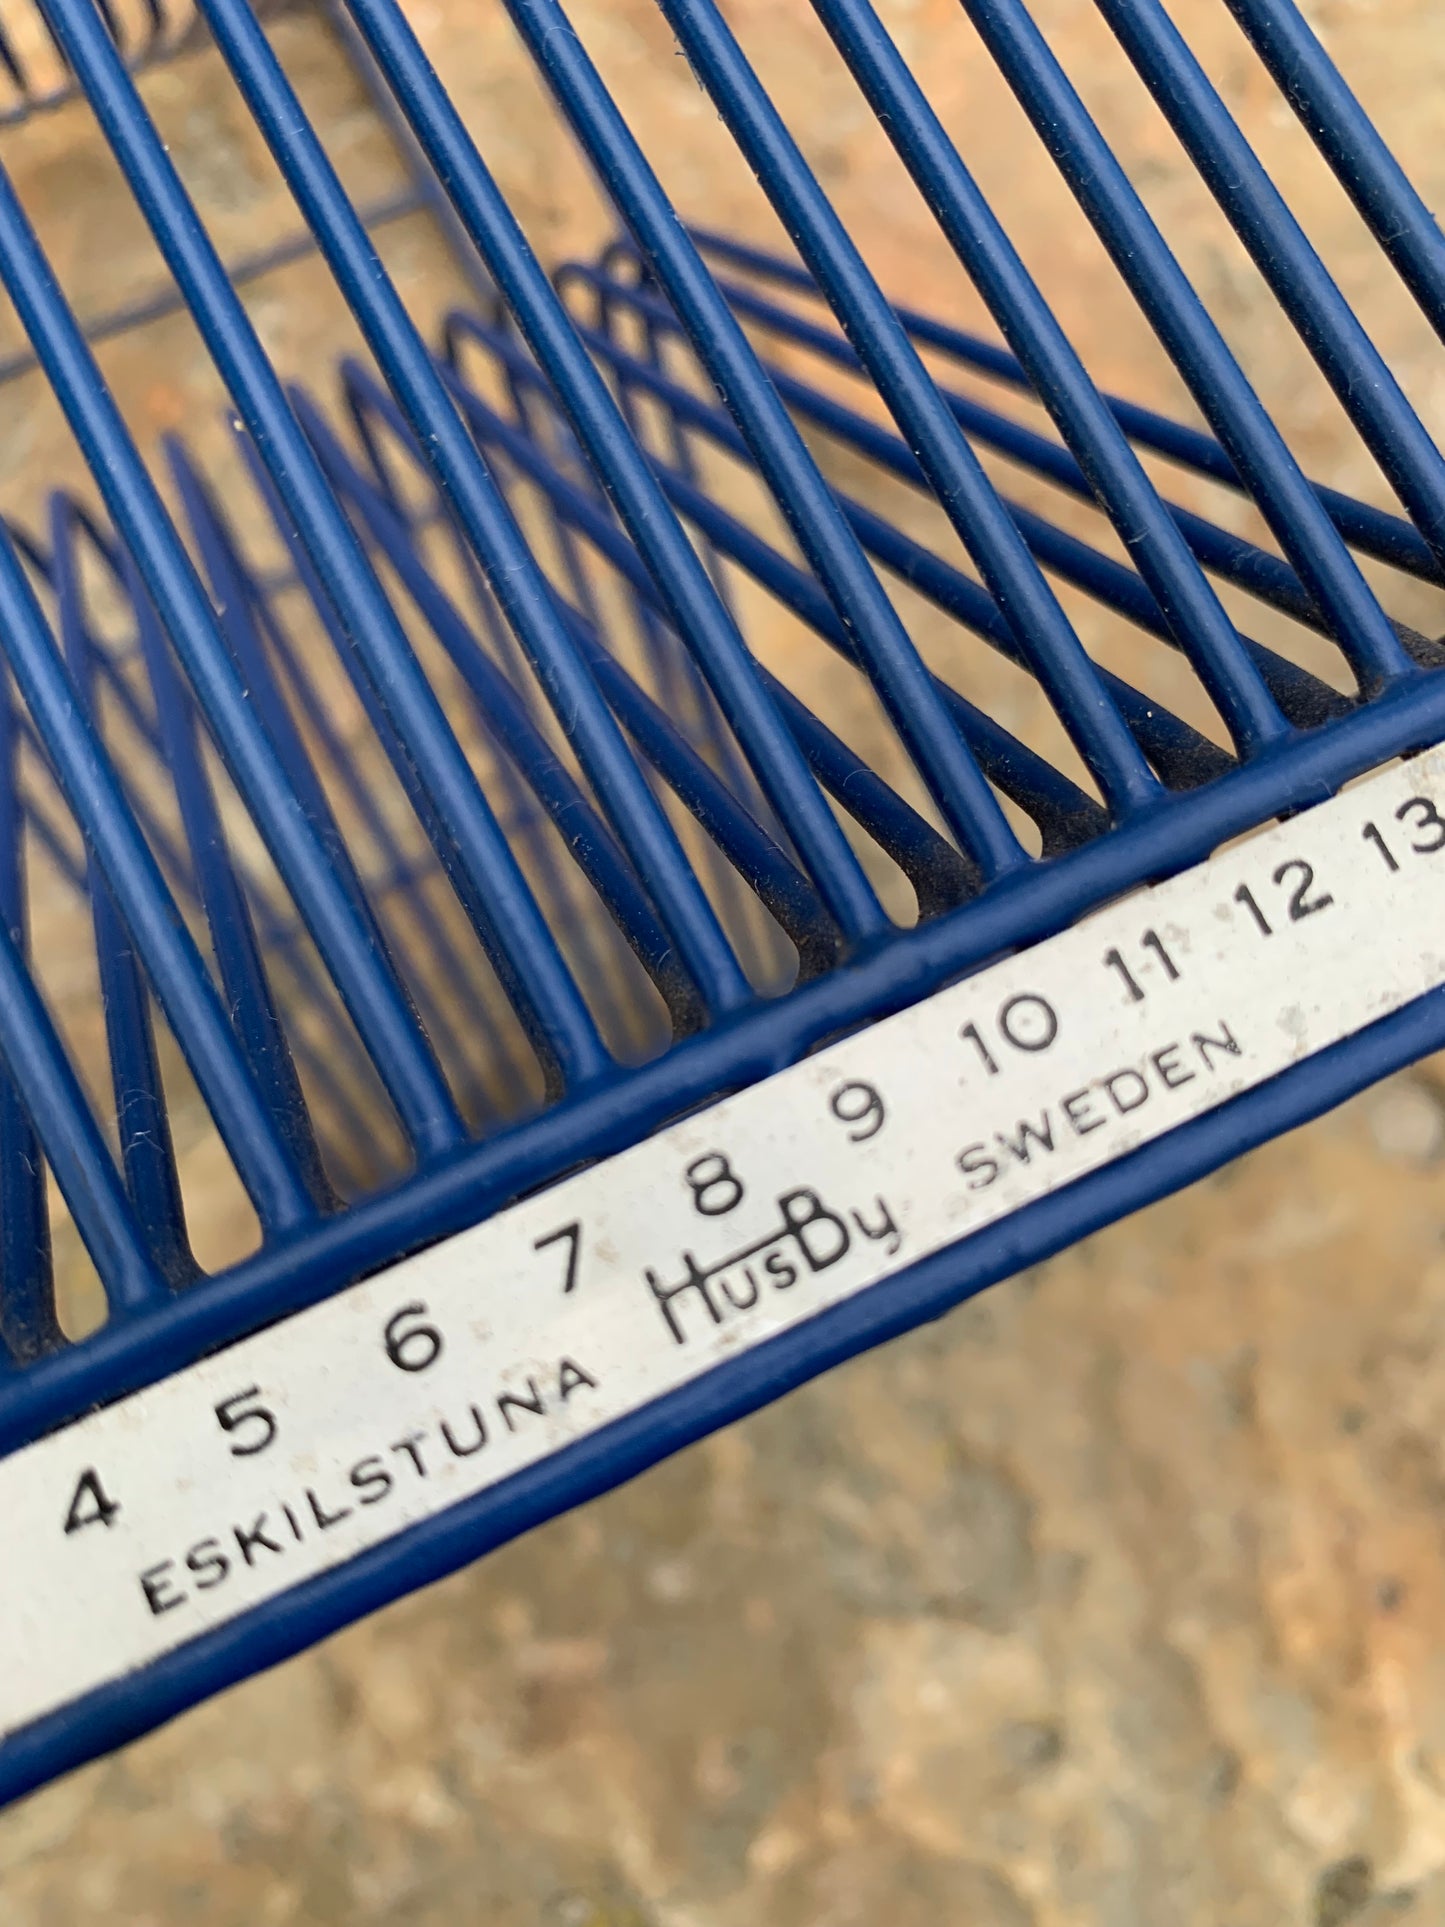 4 5 6 7 8 9 10 11 12 13
ESKILSTUNA HusBy SWEDEN